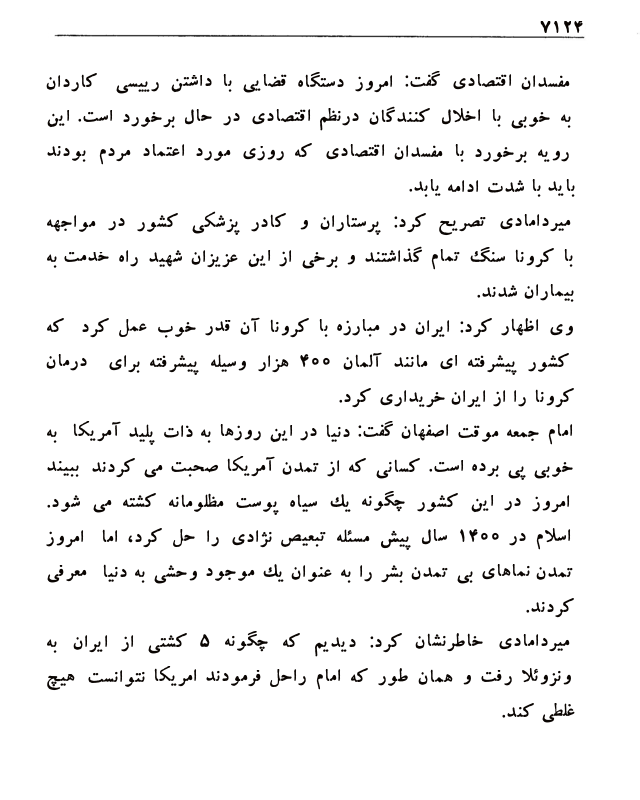 ۷۱۲۴
مفسدان اقتصادی گفت: امروز دستگاه قضایی با داشتن رییسی کاردان
به خوبی با اخلال کنندگان درنظم اقتصادی در حال برخورد است. این
رویه برخورد با مفسدان اقتصادی که روزی مورد اعتماد مردم بودند
باید با شدت ادامه یابد.
میردامادی تصریح کرد: پرستاران و کادر پزشکی کشور در مواجهه
با کرونا سنگ تمام گذاشتند و برخی از این عزیزان شهید راه خدمت به
بیماران شدند.
وی اظهار کرد: ایران در مبارزه با کرونا آن قدر خوب عمل کرد که
کشور پیشرفته ای مانند آلمان ۴۰۰ هزار وسیله پیشرفته برای درمان
کرونا را از ایران خریداری کرد.
امام جمعه موقت اصفهان گفت: دنیا در این روزها به ذات پلید آمریکا به
خوبی پی برده است. کسانی که از تمدن آمریکا صحبت می کردند ببیند
امروز در این کشور چگونه یك سیاه پوست مظلومانه کشته می شود.
اسلام در ۱۴۰۰ سال پیش مسئله تبعیض نژادی را حل کرد، اما امروز
تمدن نماهای بی تمدن بشر را به عنوان یك موجود وحشی به دنیا معرفی
کردند.
میردامادی خاطرنشان کرد: دیدیم که چگونه ۵ کشتی از ایران به
ونزوئلا رفت و همان طور که امام راحل فرمودند امریکا نتوانست هیچ
غلطی کند.